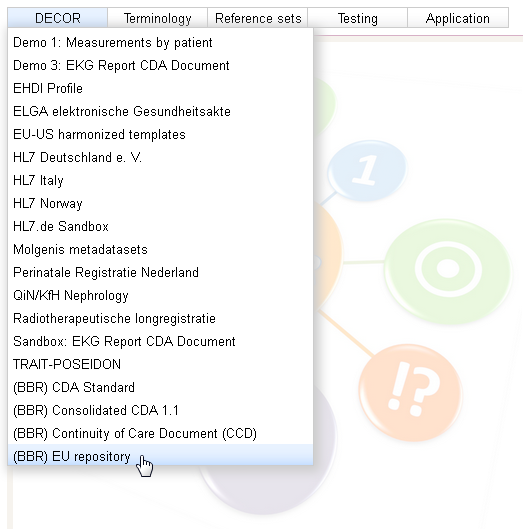 DECOR Terminology Reference sets Testing Application
Demo 1: Measurements by patient
Demo 3: EKG Report CDA Document
EHDI Profile
ELGA elektronische Gesundheitsakte
EU-US harmonized templates
HL7 Deutschland e. V.
HL7 Italy
HL7 Norway
HL7.de Sandbox
Molgenis metadatasets
Perinatale Registratie Nederland
QiN/KfH Nephrology
Radiotherapeutische longregistratie
Sandbox: EKG Report CDA Document
TRAIT-POSEIDON
(BBR) CDA Standard
(BBR) Consolidated CDA 1.1
(BBR) Continuity of Care Document (CCD)
(BBR) EU repository
1
!?